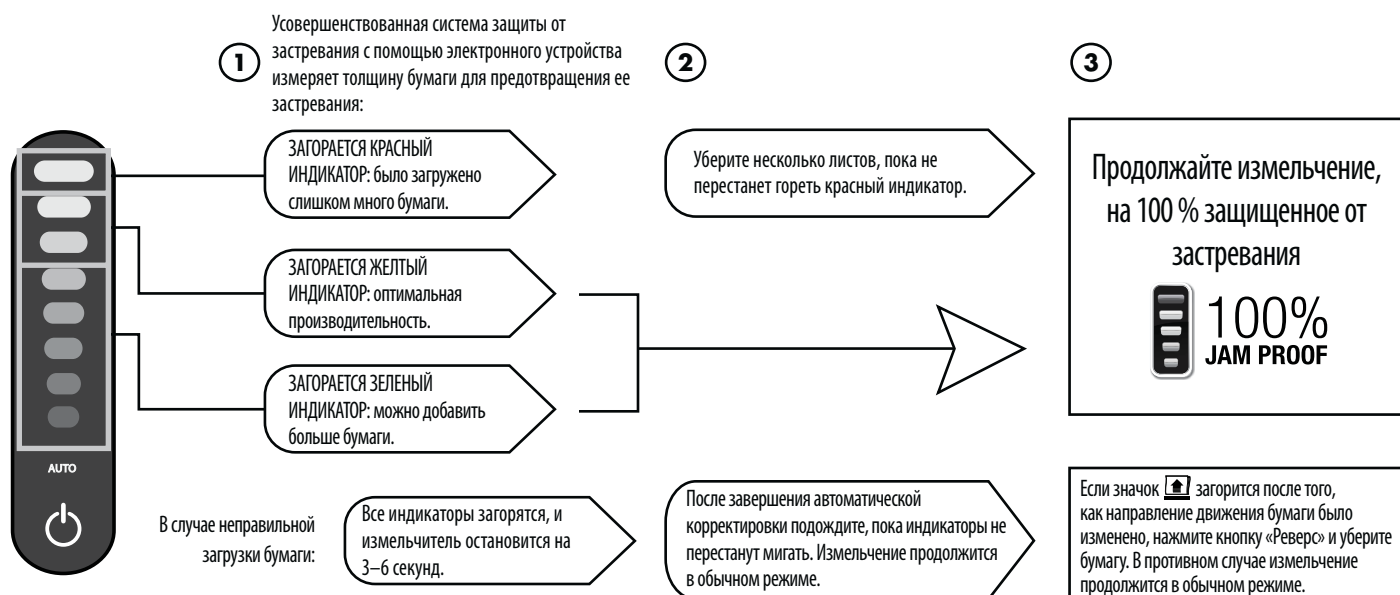 1
Усовершенствованная система защиты от
застревания с помощью электронного устройства
измеряет толщину бумаги для предотвращения ее
застревания:
ЗАГОРАЕТСЯ КРАСНЫЙ
ИНДИКАТОР: было загружено
слишком много бумаги.
ЗАГОРАЕТСЯ ЖЕЛТЫЙ
ИНДИКАТОР: оптимальная
производительность.
ЗАГОРАЕТСЯ ЗЕЛЕНЫЙ
ИНДИКАТОР: можно добавить
больше бумаги.
AUTO
2
Уберите несколько листов, пока не
перестанет гореть красный индикатор.
3
Продолжайте измельчение,
на 100 % защищенное от
застревания
100%
JAM PROOF
В случае неправильной
загрузки бумаги:
Все индикаторы загорятся, и
измельчитель остановится на
3–6 секунд.
После завершения автоматической
корректировки подождите, пока индикаторы не
перестанут мигать. Измельчение продолжится
в обычном режиме.
Если значок загорится после того,
как направление движения бумаги было
изменено, нажмите кнопку «Реверс» и уберите
бумагу. В противном случае измельчение
продолжится в обычном режиме.